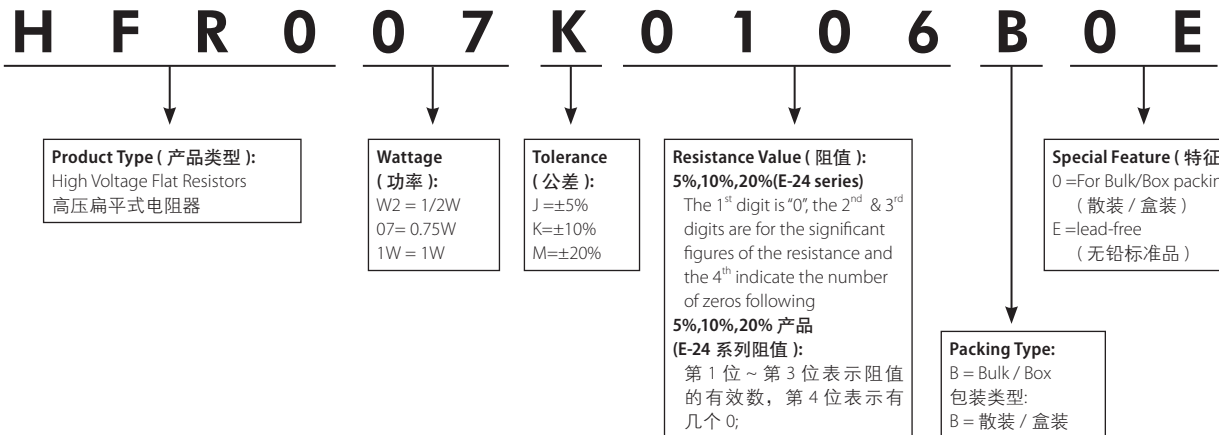 H F R 0 0 7 K 0 1 0 6 B 0 E
Product Type ( 产品类型 ):
High Voltage Flat Resistors
高压扁平式电阻器
Wattage
( 功率 ):
W2 = 1/2W
07= 0.75W
1W = 1W
Tolerance
( 公差 ):
J =±5%
K=±10%
M=±20%
Resistance Value ( 阻值 ):
5%,10%,20%(E-24 series)
The 1st digit is "0", the 2nd & 3rd
digits are for the significant
figures of the resistance and
the 4th indicate the number
of zeros following
5%,10%,20% 产品
(E-24 系列阻值 ):
第 1 位 ~ 第 3 位表示阻值
的有效数，第 4 位表示有
几个 0;
Packing Type:
B = Bulk / Box
包装类型:
B = 散装 / 盒装
Special Feature ( 特征
0 =For Bulk/Box packin
( 散装 / 盒装 )
E =lead-free
( 无铅标准品 )